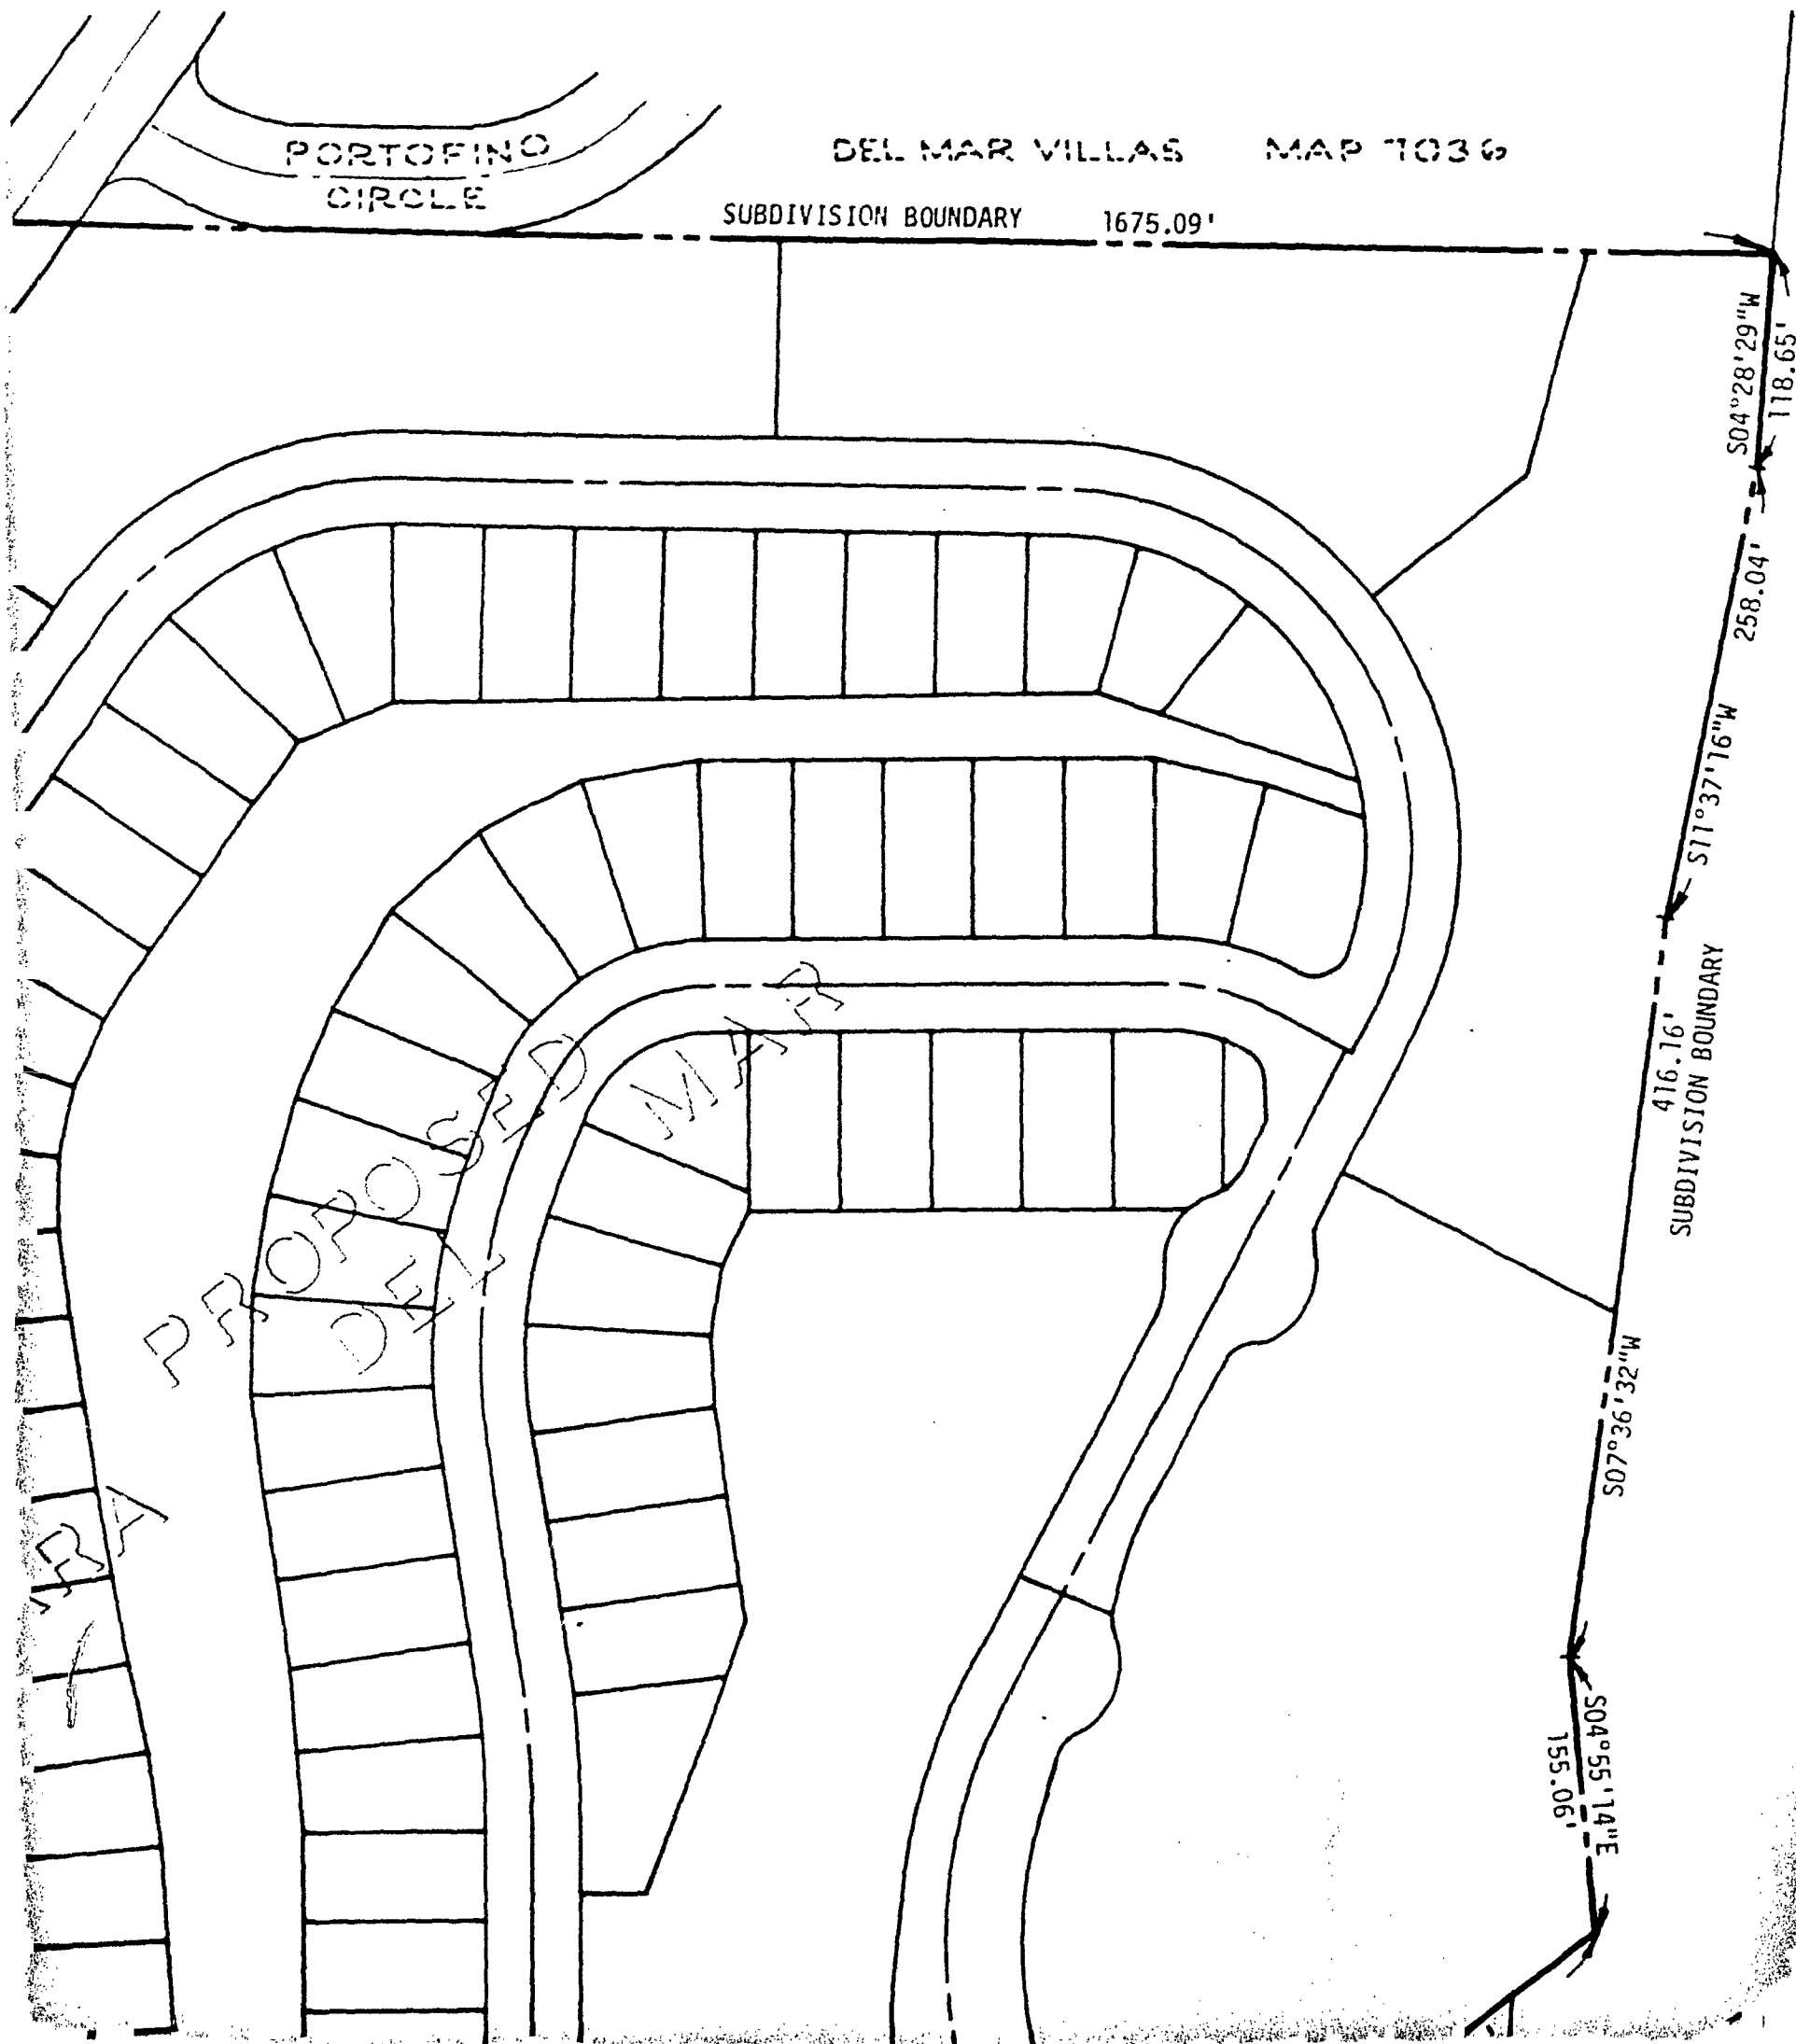 PORTOFINO
CIRCLE
DEL MAR VILLAS MAP 7036
SUBDIVISION BOUNDARY 1675.09'
S04°28'29"W
118.65'
258.04'
S11°37'16"W
416.16'
SUBDIVISION BOUNDARY
S07°36'32"W
S04°55'14"E
155.06'
PROPOSED
DEL MAR